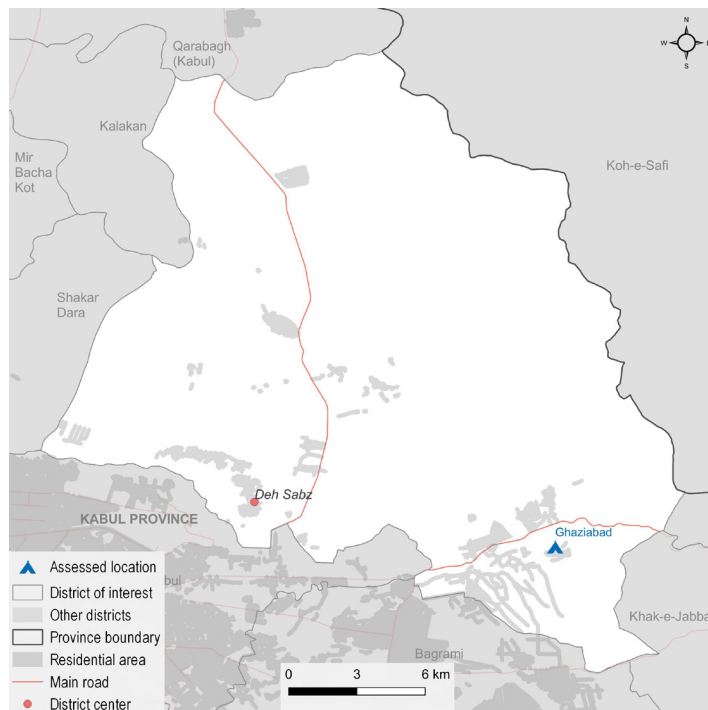 Qarabagh
(Kabul)
N
W
E
S
Kalakan
Mir
Bacha
Kot
Koh-e-Safi
Shakar
Dara
Deh Sabz
KABUL PROVINCE
Ghaziabad
Khak-e-Jabba
Bagrami
bul
Assessed location
District of interest
Other districts
Province boundary
Residential area
Main road
District center
0 3 6 km